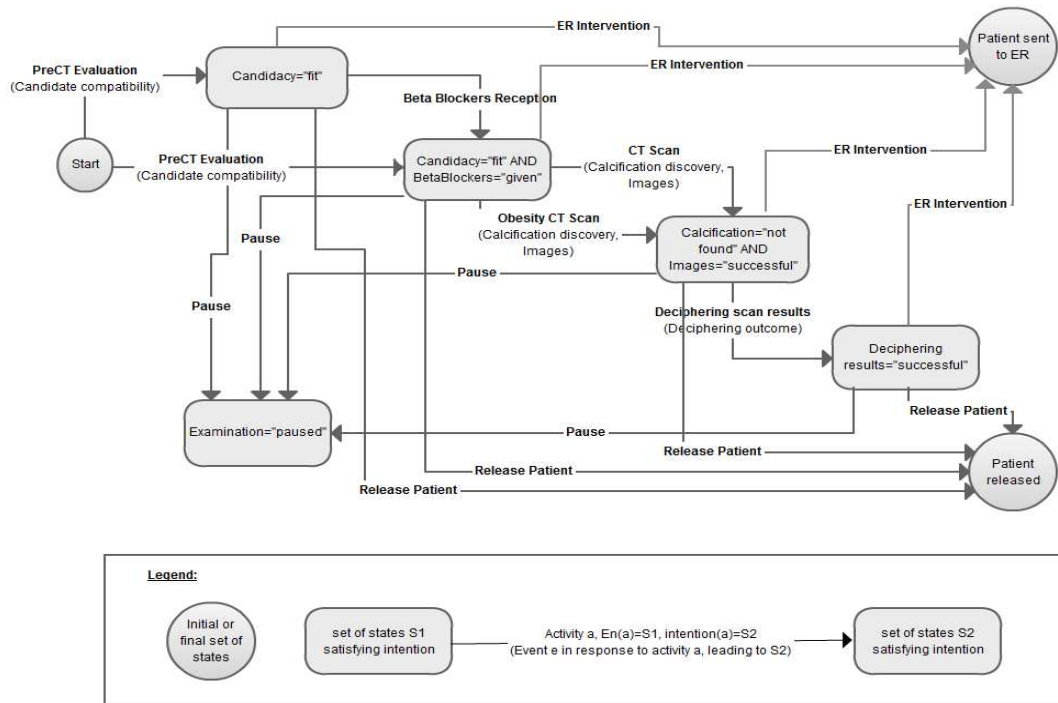 ER Intervention
Patient sent
to ER
PreCT Evaluation
(Candidate compatibility)
Candidacy="fit"
ER Intervention
Beta Blockers Reception
Start
PreCT Evaluation
(Candidate compatibility)
Candidacy="fit" AND
BetaBlockers="given"
CT Scan
(Calcification discovery,
Images)
ER Intervention
ER Intervention
Obesity CT Scan
(Calcification discovery,
Images)
Calcification="not
found" AND
Images="successful"
Pause
Pause
Pause
Deciphering scan results
(Deciphering outcome)
Deciphering
results="successful"
Release Patient
Examination="paused"
Pause
Release Patient
Release Patient
Release Patient
Patient
released
Legend:
Initial or
final set of
states
set of states S1
satisfying intention
Activity a, En(a)=S1, intention(a)=S2
(Event e in response to activity a, leading to S2)
set of states S2
satisfying intention